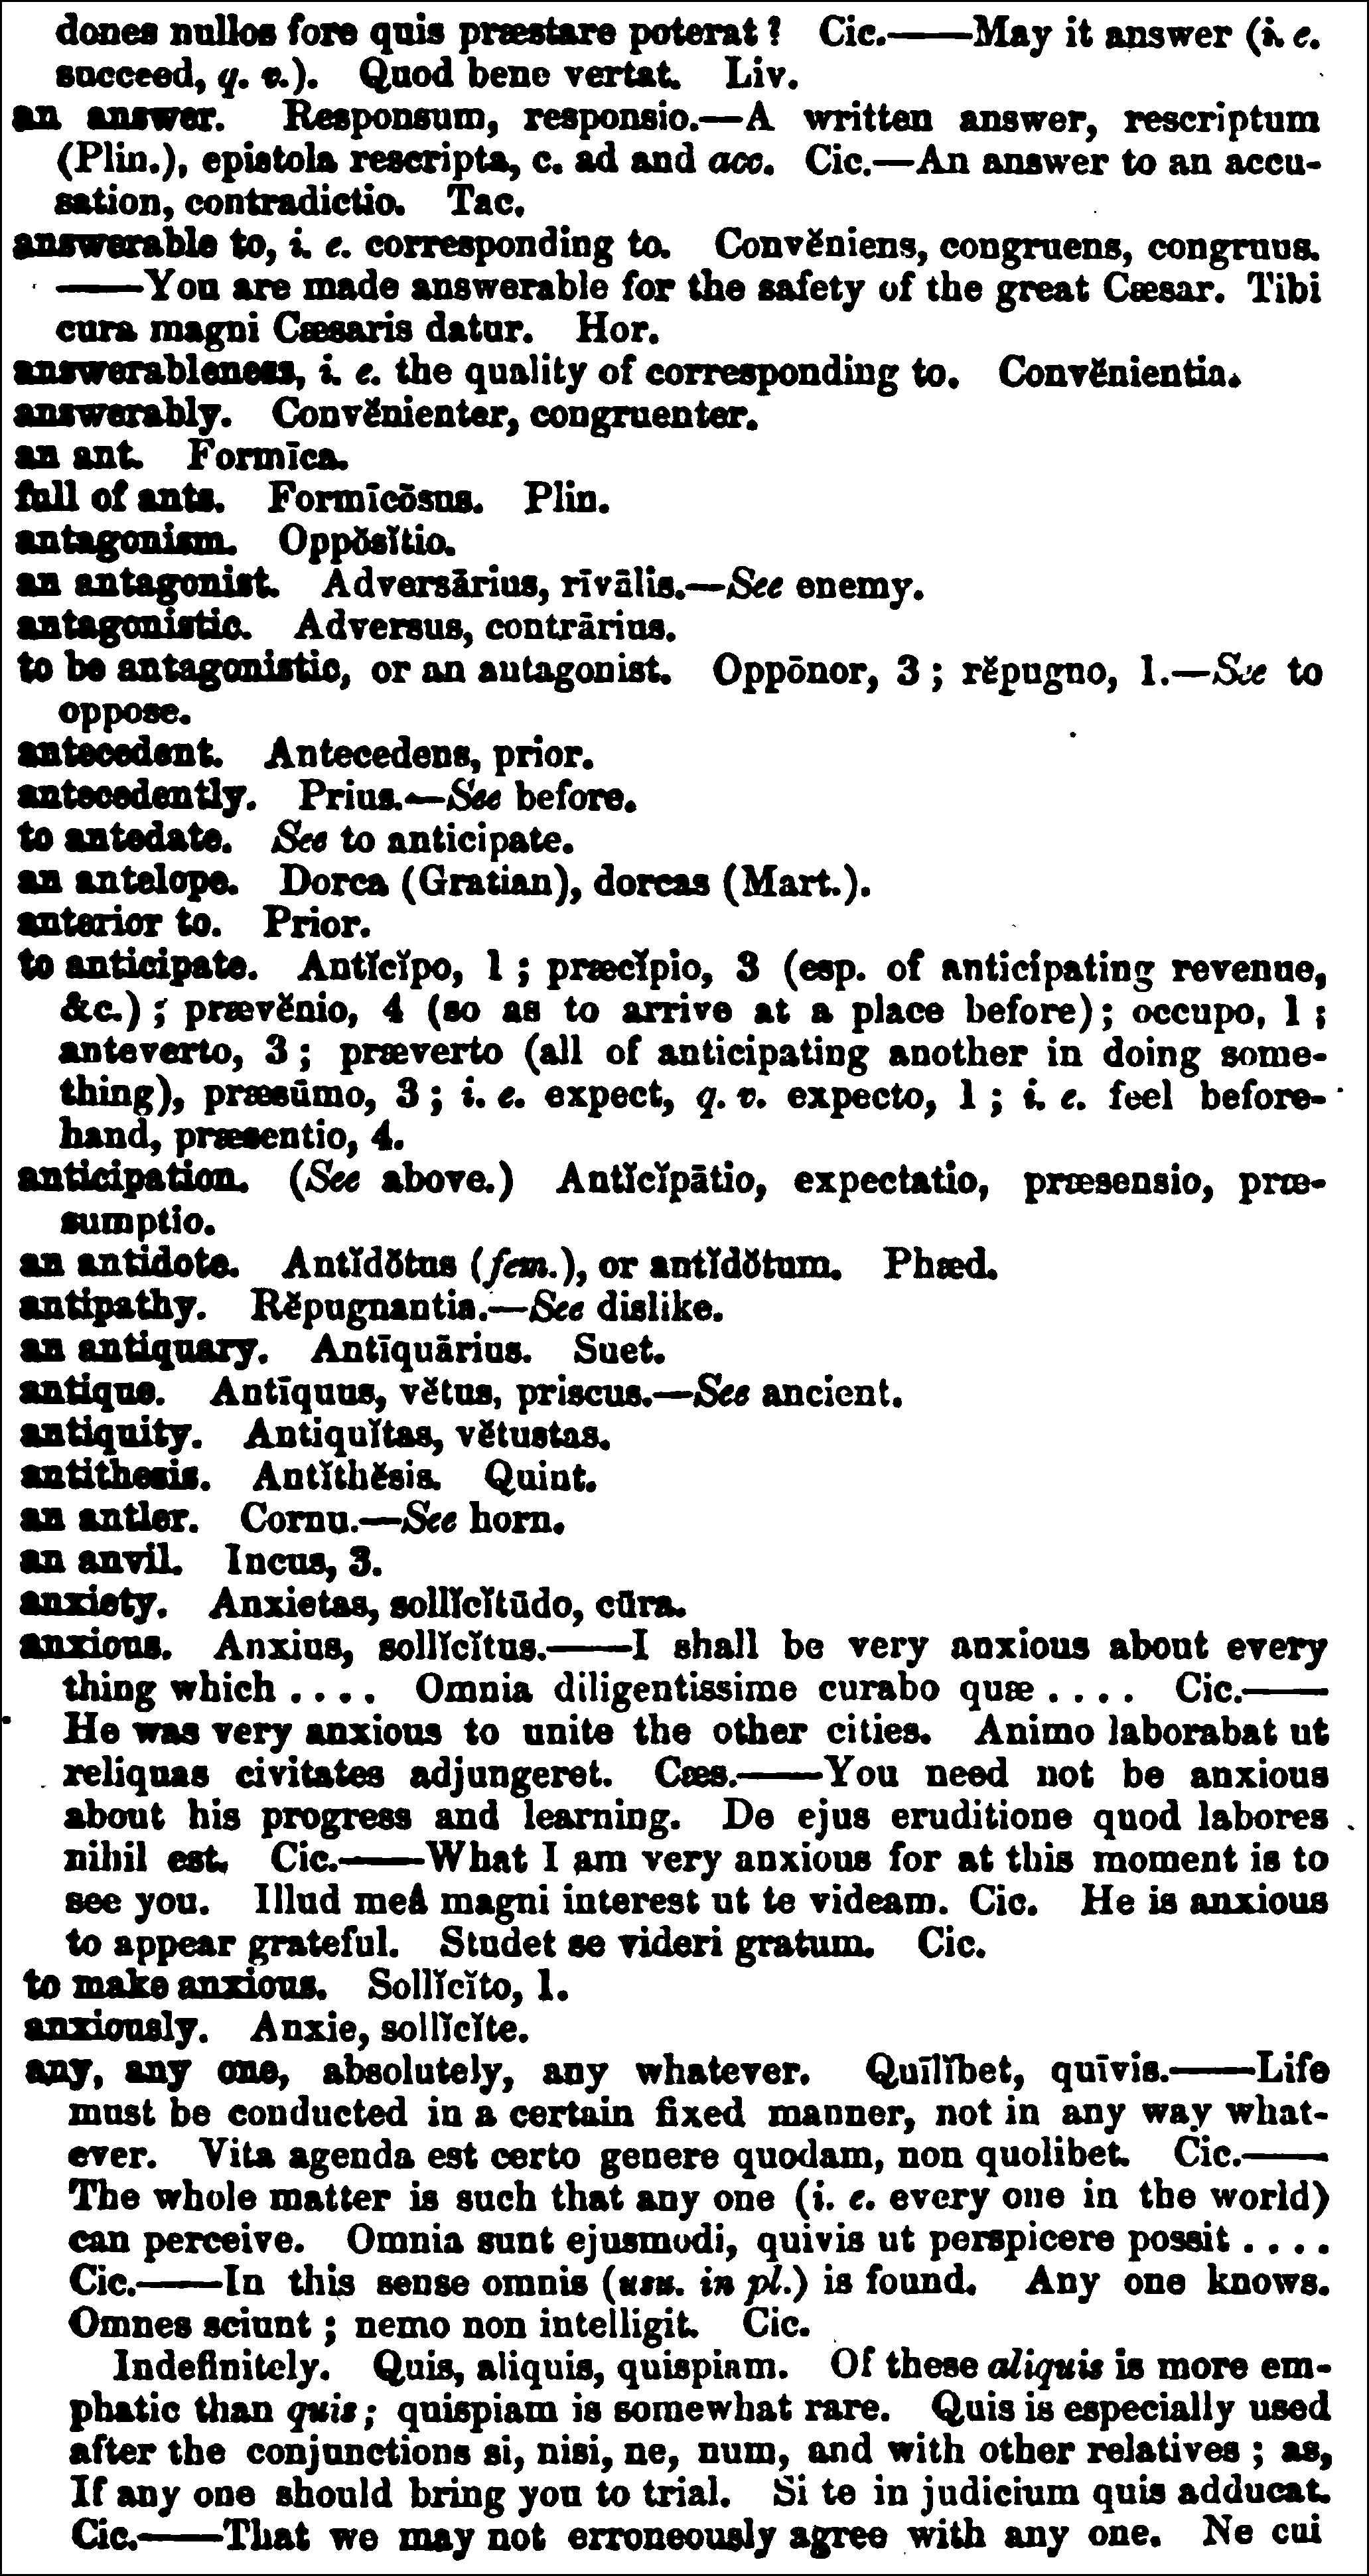 dones nullos fore quis præstare poterat? Cic.——May it answer (i. e.
succeed, q. v.). Quod bene vertat. Liv.
an answer. Responsum, responsio.—A written answer, rescriptum
(Plin.), epistola rescripta, c. ad and acc. Cic.—An answer to an accu-
sation, contradictio. Tac.
answerable to, i. e. corresponding to. Convĕniens, congruens, congruus.
——You are made answerable for the safety of the great Cæsar. Tibi
cura magni Cæsaris datur. Hor.
answerableness, i. e. the quality of corresponding to. Convĕnientia.
answerably. Convĕnienter, congruenter.
an ant. Formīca.
full of ants. Formīcōsus. Plin.
antagonism. Oppŏsĭtio.
an antagonist. Adversārius, rīvālis.—See enemy.
antagonistic. Adversus, contrārius.
to be antagonistic, or an antagonist. Oppōnor, 3; rĕpugno, 1.—See to
oppose.
antecedent. Antecedens, prior.
antecedently. Prius.—See before.
to antedate. See to anticipate.
an antelope. Dorca (Gratian), dorcas (Mart.).
anterior to. Prior.
to anticipate. Antĭcĭpo, 1; præcĭpio, 3 (esp. of anticipating revenue,
&c.); prævĕnio, 4 (so as to arrive at a place before); occupo, 1;
anteverto, 3; præverto (all of anticipating another in doing some-
thing), præsūmo, 3; i. e. expect, q. v. expecto, 1; i. e. feel before-
hand, præsentio, 4.
anticipation. (See above.) Antĭcĭpātio, expectatio, præsensio, præ-
sumptio.
an antidote. Antĭdŏtus (fem.), or antĭdŏtum. Phæd.
antipathy. Rĕpugnantia.—See dislike.
an antiquary. Antīquārius. Suet.
antique. Antīquus, vĕtus, priscus.—See ancient.
antiquity. Antiquĭtas, vĕtustas.
antithesis. Antĭthĕsis. Quint.
an antler. Cornu.—See horn.
an anvil. Incus, 3.
anxiety. Anxietas, sollĭcĭtūdo, cūra.
anxious. Anxius, sollĭcĭtus.——I shall be very anxious about every
thing which .... Omnia diligentissime curabo quæ .... Cic.——
He was very anxious to unite the other cities. Animo laborabat ut
reliquas civitates adjungeret. Cæs.——You need not be anxious
about his progress and learning. De ejus eruditione quod labores
nihil est. Cic.——What I am very anxious for at this moment is to
see you. Illud meâ magni interest ut te videam. Cic. He is anxious
to appear grateful. Studet se videri gratum. Cic.
to make anxious. Sollĭcĭto, 1.
anxiously. Anxie, sollĭcĭte.
any, any one, absolutely, any whatever. Quīlĭbet, quīvis.——Life
must be conducted in a certain fixed manner, not in any way what-
ever. Vita agenda est certo genere quodam, non quolibet. Cic.——
The whole matter is such that any one (i. e. every one in the world)
can perceive. Omnia sunt ejusmodi, quivis ut perspicere possit ....
Cic.——In this sense omnis (usu. in pl.) is found. Any one knows.
Omnes sciunt; nemo non intelligit. Cic.
Indefinitely. Quis, aliquis, quispiam. Of these aliquis is more em-
phatic than quis; quispiam is somewhat rare. Quis is especially used
after the conjunctions si, nisi, ne, num, and with other relatives; as,
If any one should bring you to trial. Si te in judicium quis adducat.
Cic.——That we may not erroneously agree with any one. Ne cui